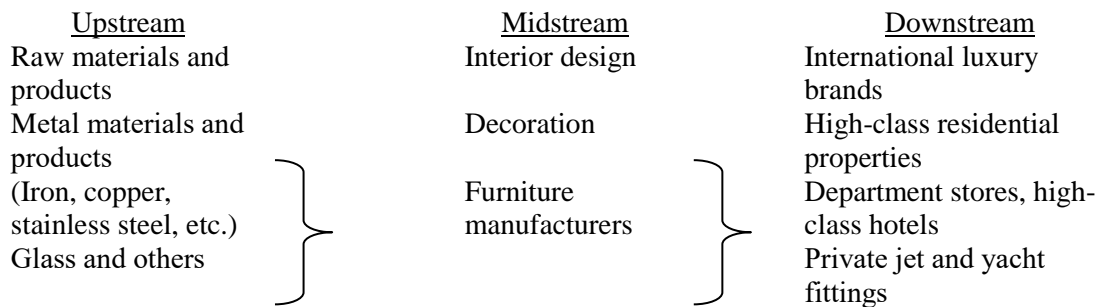 Upstream
Raw materials and
products
Metal materials and
products
(Iron, copper,
stainless steel, etc.)
Glass and others
Midstream
Interior design
Decoration
Furniture
manufacturers
Downstream
International luxury
brands
High-class residential
properties
Department stores, high-
class hotels
Private jet and yacht
fittings